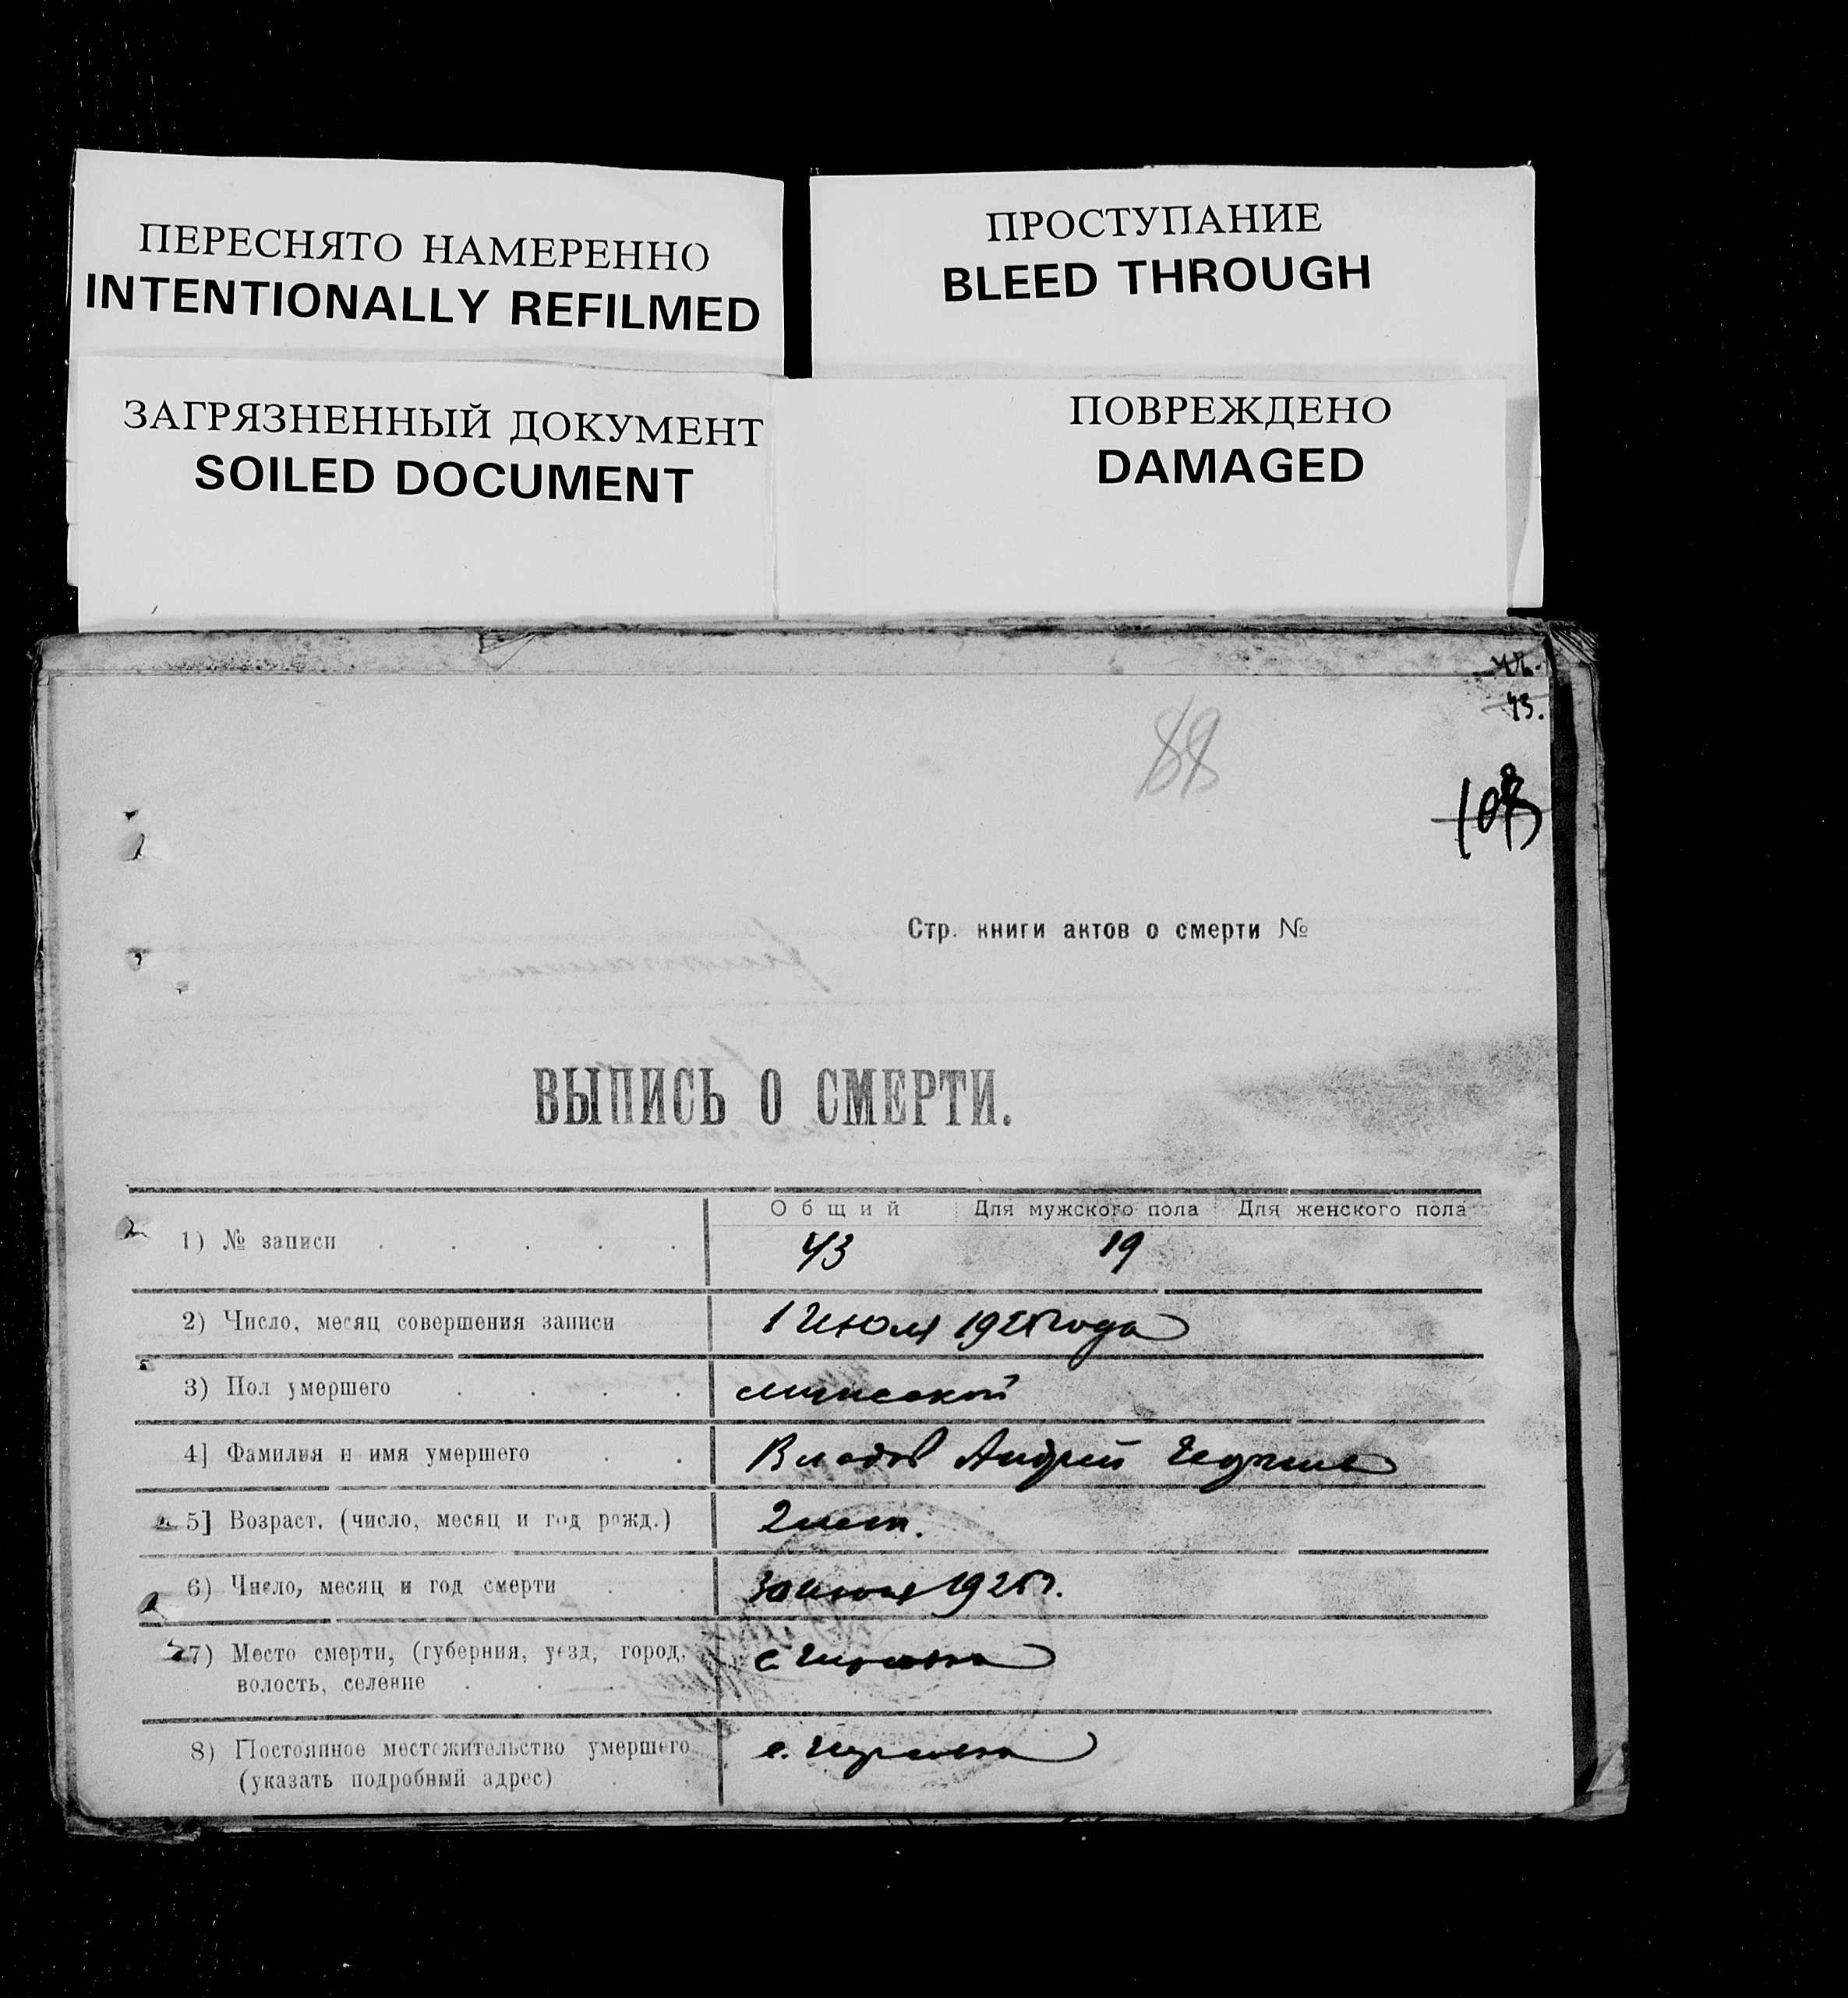 ПЕРЕСНЯТО НАМЕРЕННО
INTENTIONALLY REFILMED
ПРОСТУПАНИЕ
BLEED THROUGH
ЗАГРЯЗНЕННЫЙ ДОКУМЕНТ
SOILED DOCUMENT
ПОВРЕЖДЕНО
DAMAGED
43.
88
108
Стр. книги актов о смерти №
ВЫПИСЬ О СМЕРТИ.
Общий Для мужского пола Для женского пола
1) № записи . . . . . 43 19
2) Число, месяц совершения записи 1 Июля 1925 года
3) Пол умершего . . . . мужской
4] Фамилия и имя умершего . . Владов Андрей
5] Возраст, (число, месяц и год рожд.) 2 лет.
6) Число, месяц и год смерти . . 30 июня 1925 г.
7) Место смерти, (губерния, уезд, город, с.
волость, селение . . .
8) Постоянное местожительство умершего с.
(указать подробный адрес) .